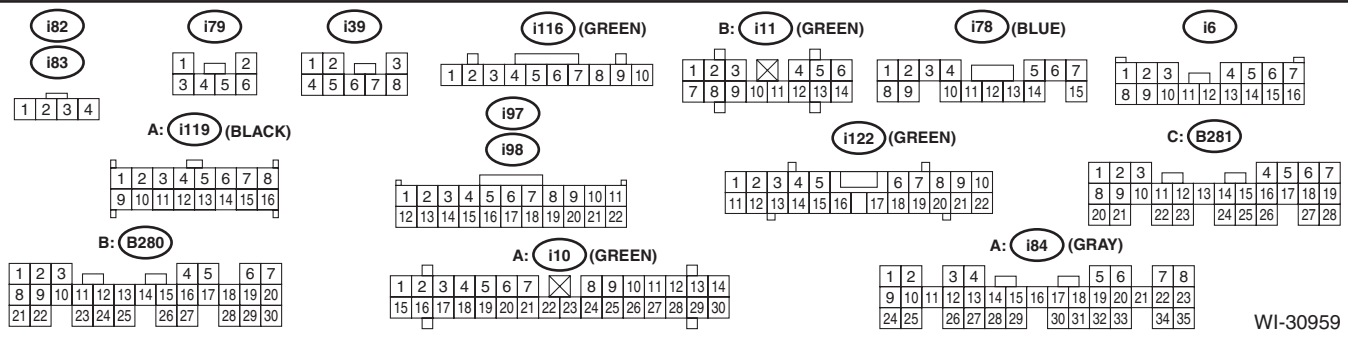 i82
i83
1 2 3 4
i79
1 2
3 4 5 6
i39
1 2 3
4 5 6 7 8
i116 (GREEN)
1 2 3 4 5 6 7 8 9 10
B: i11 (GREEN)
1 2 3 4 5 6
7 8 9 10 11 12 13 14
i78 (BLUE)
1 2 3 4 5 6 7
8 9 10 11 12 13 14 15
i6
1 2 3 4 5 6 7
8 9 10 11 12 13 14 15 16
A: i119 (BLACK)
1 2 3 4 5 6 7 8
9 10 11 12 13 14 15 16
i97
i98
1 2 3 4 5 6 7 8 9 10 11
12 13 14 15 16 17 18 19 20 21 22
i122 (GREEN)
1 2 3 4 5 6 7 8 9 10
11 12 13 14 15 16 17 18 19 20 21 22
C: B281
1 2 3 4 5 6 7
8 9 10 11 12 13 14 15 16 17 18 19
20 21 22 23 24 25 26 27 28
B: B280
1 2 3 4 5 6 7
8 9 10 11 12 13 14 15 16 17 18 19 20
21 22 23 24 25 26 27 28 29 30
A: i10 (GREEN)
1 2 3 4 5 6 7 8 9 10 11 12 13 14
15 16 17 18 19 20 21 22 23 24 25 26 27 28 29 30
A: i84 (GRAY)
1 2 3 4 5 6 7 8
9 10 11 12 13 14 15 16 17 18 19 20 21 22 23
24 25 26 27 28 29 30 31 32 33 34 35
WI-30959